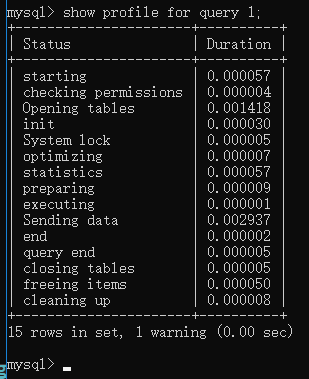 mysql> show profile for query 1;
+----------------------+----------+
| Status               | Duration |
+----------------------+----------+
| starting             | 0.000057 |
| checking permissions | 0.000004 |
| Opening tables       | 0.001418 |
| init                 | 0.000030 |
| System lock          | 0.000005 |
| optimizing           | 0.000007 |
| statistics           | 0.000057 |
| preparing            | 0.000009 |
| executing            | 0.000001 |
| Sending data         | 0.002937 |
| end                  | 0.000002 |
| query end            | 0.000005 |
| closing tables       | 0.000005 |
| freeing items        | 0.000050 |
| cleaning up          | 0.000008 |
+----------------------+----------+
15 rows in set, 1 warning (0.00 sec)
mysql>